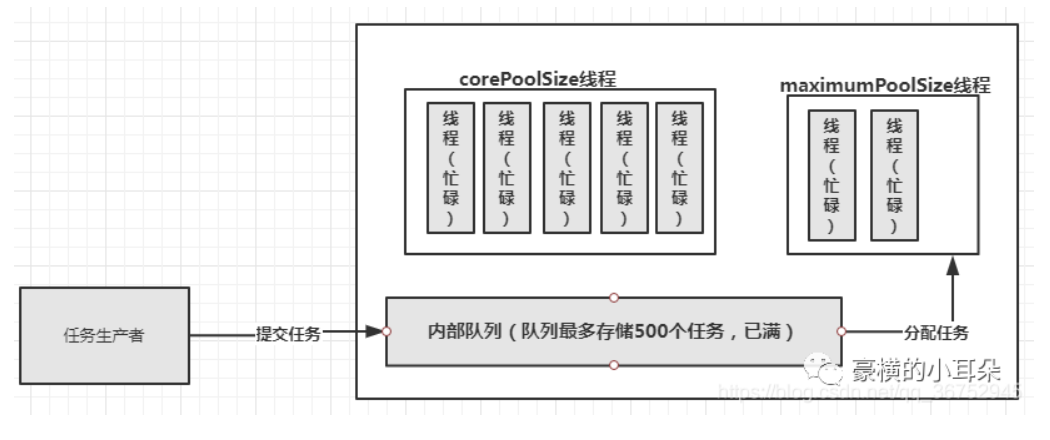 corePoolSize线程
maximumPoolSize线程
线程（忙碌）
线程（忙碌）
线程（忙碌）
线程（忙碌）
线程（忙碌）
线程（忙碌）
线程（忙碌）
任务生产者
提交任务
内部队列（队列最多存储500个任务，已满）
分配任务
豪横的小耳朵
https://blog.csdn.net/qq_36752945